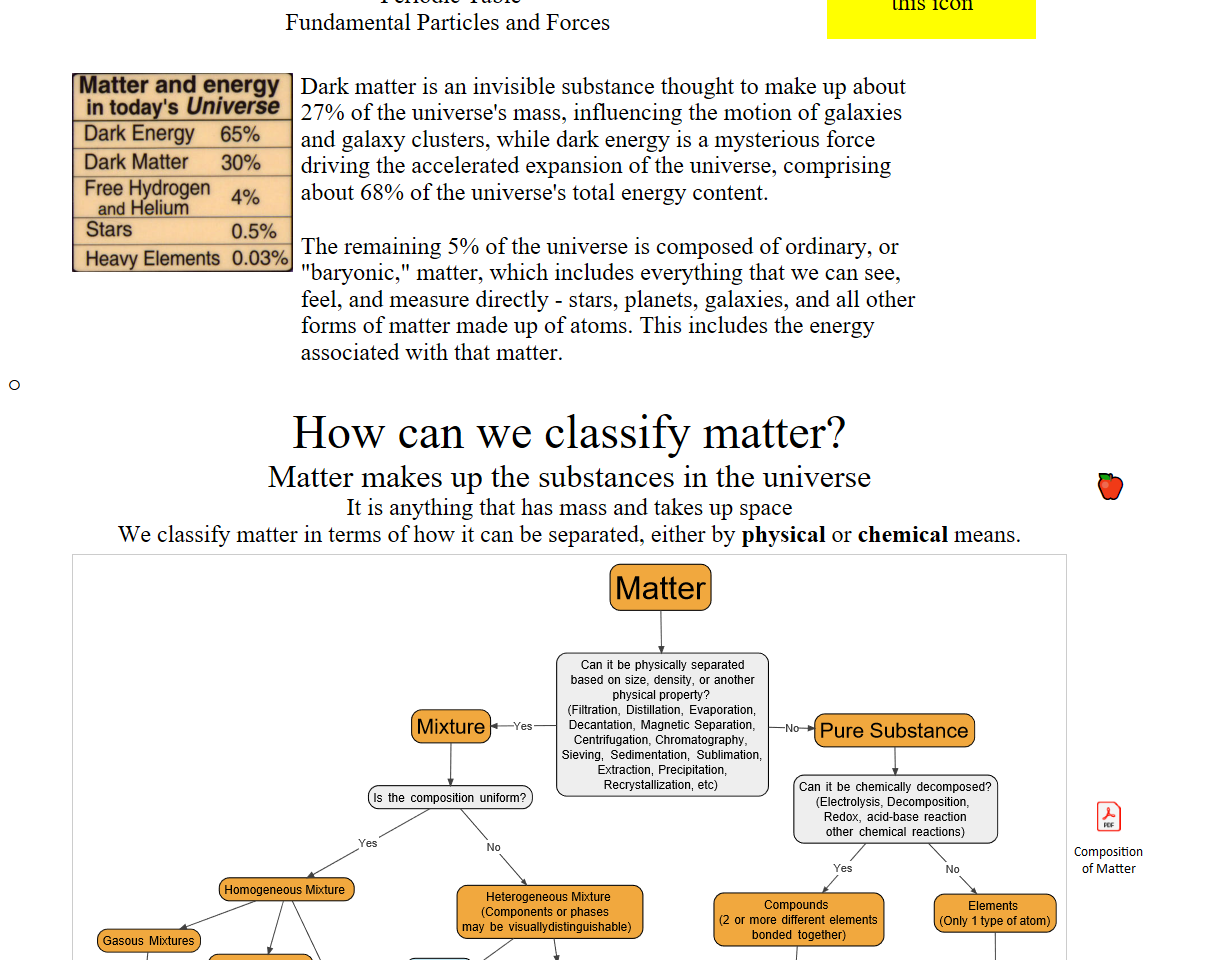 Fundamental Particles and Forces
this icon
Matter and energy
in today's Universe
Dark Energy 65%
Dark Matter 30%
Free Hydrogen
and Helium 4%
Stars 0.5%
Heavy Elements 0.03%
Dark matter is an invisible substance thought to make up about
27% of the universe's mass, influencing the motion of galaxies
and galaxy clusters, while dark energy is a mysterious force
driving the accelerated expansion of the universe, comprising
about 68% of the universe's total energy content.
The remaining 5% of the universe is composed of ordinary, or
"baryonic," matter, which includes everything that we can see,
feel, and measure directly - stars, planets, galaxies, and all other
forms of matter made up of atoms. This includes the energy
associated with that matter.
How can we classify matter?
Matter makes up the substances in the universe
It is anything that has mass and takes up space
We classify matter in terms of how it can be separated, either by physical or chemical means.
Matter
Can it be physically separated
based on size, density, or another
physical property?
(Filtration, Distillation, Evaporation,
Decantation, Magnetic Separation,
Centrifugation, Chromatography,
Sieving, Sedimentation, Sublimation,
Extraction, Precipitation,
Recrystallization, etc)
Yes
Mixture
No
Pure Substance
Is the composition uniform?
Can it be chemically decomposed?
(Electrolysis, Decomposition,
Redox, acid-base reaction
other chemical reactions)
Yes
No
Yes
No
Homogeneous Mixture
Heterogeneous Mixture
(Components or phases
may be visuallydistinguishable)
Compounds
(2 or more different elements
bonded together)
Elements
(Only 1 type of atom)
Gasous Mixtures
PDF
Composition
of Matter